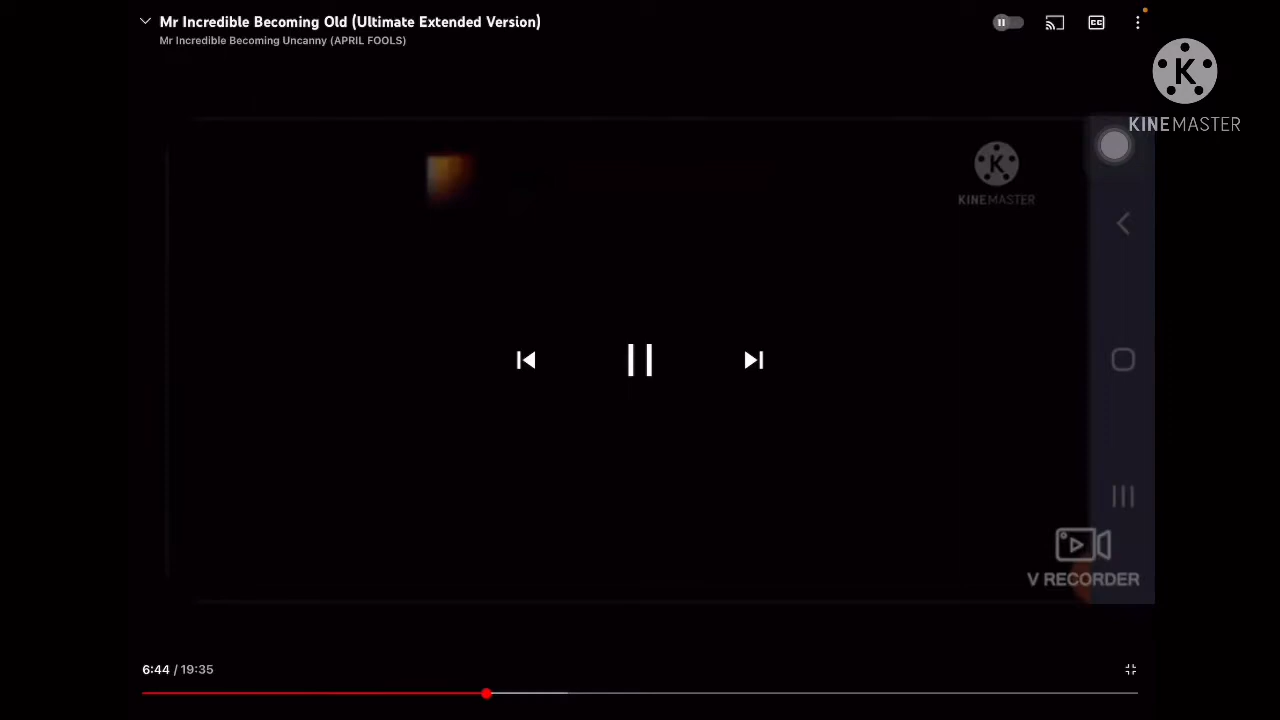 Mr Incredible Becoming Old (Ultimate Extended Version)
Mr Incredible Becoming Uncanny (APRIL FOOLS)
CC
K
KINEMASTER
K
KINEMASTER
V RECORDER
6:44 / 19:35